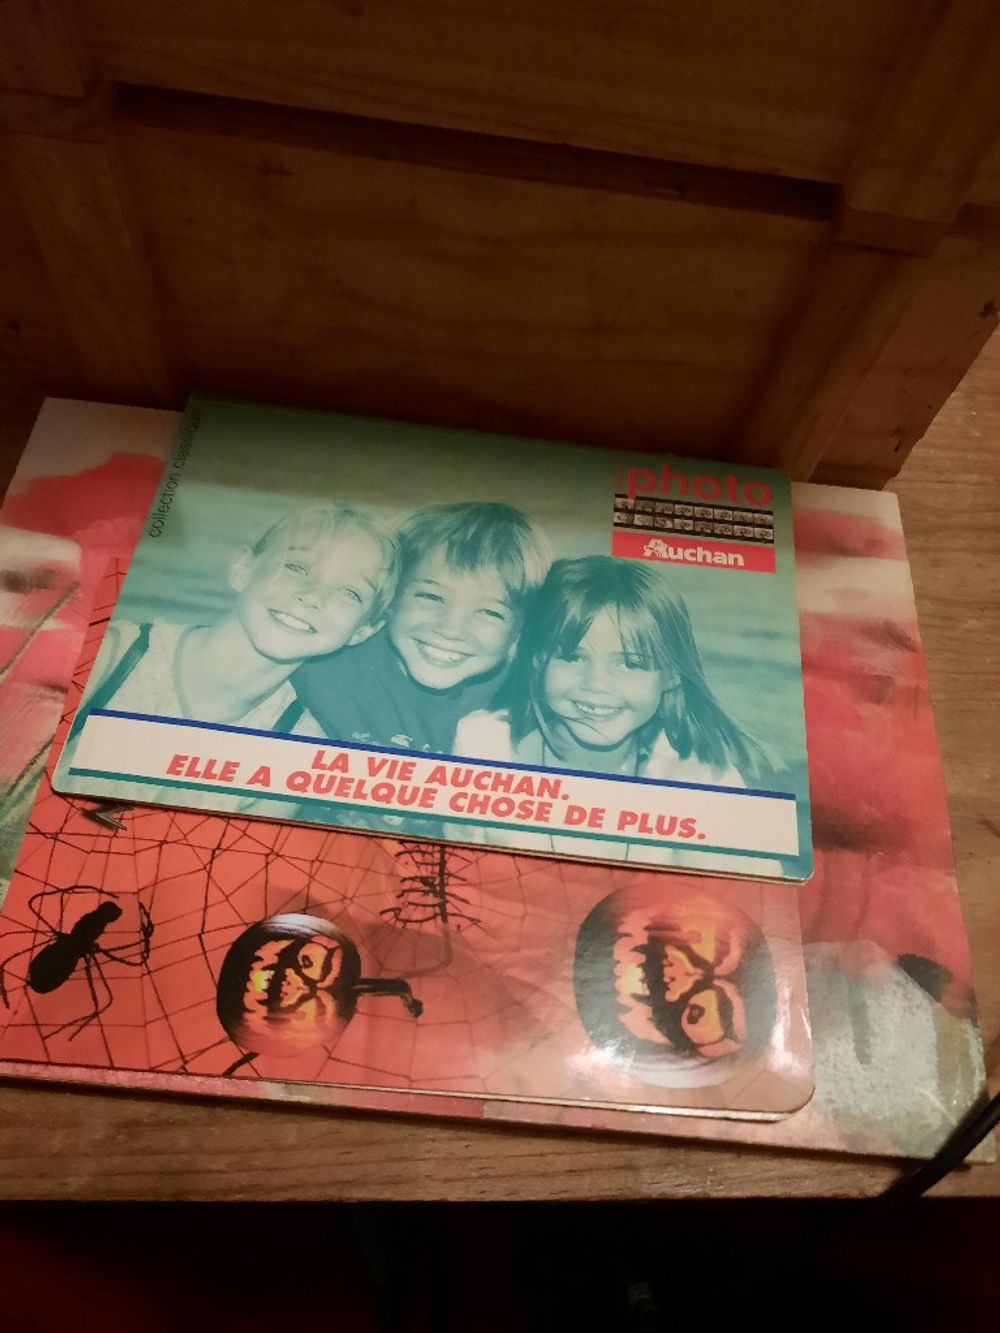 collection classique
photo
Auchan
LA VIE AUCHAN.
ELLE A QUELQUE CHOSE DE PLUS.